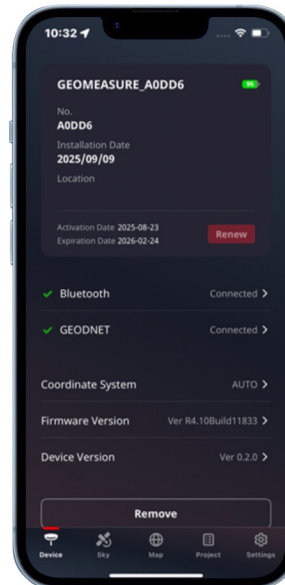 10:32
GEOMEASURE_A0DD6
99
No.
A0DD6
Installation Date
2025/09/09
Location
Activation Date 2025-08-23
Expiration Date 2026-02-24
Renew
Bluetooth
Connected
GEODNET
Connected
Coordinate System
AUTO
Firmware Version
Ver R4.10Build11833
Device Version
Ver 0.2.0
Remove
Device
Sky
Map
Project
Settings